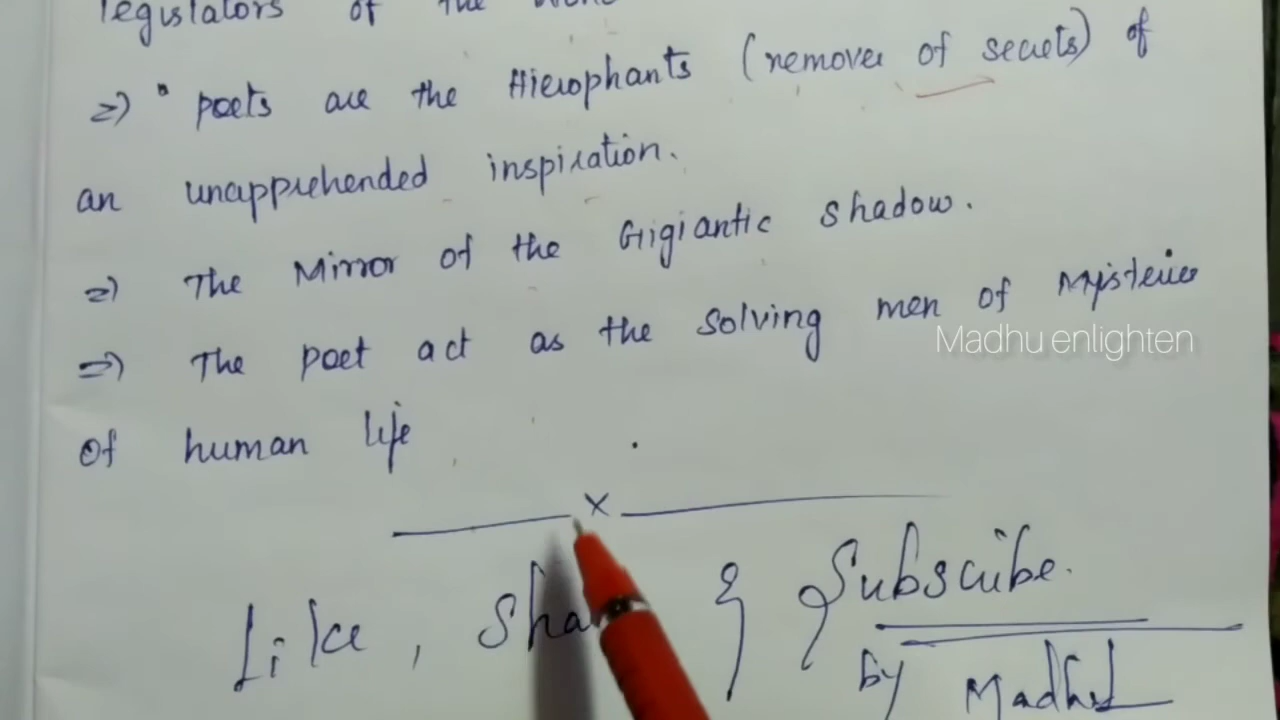 legislators of the
=) " poets are the Hierophants (remover of secrets) of
an unapprehended inspiration.
=) The Mirror of the Gigiantic shadow.
=) The poet act as the solving men of Mysteries
Madhu enlighten
of human life
x
Like, Sha & Subscribe.
by Madhu